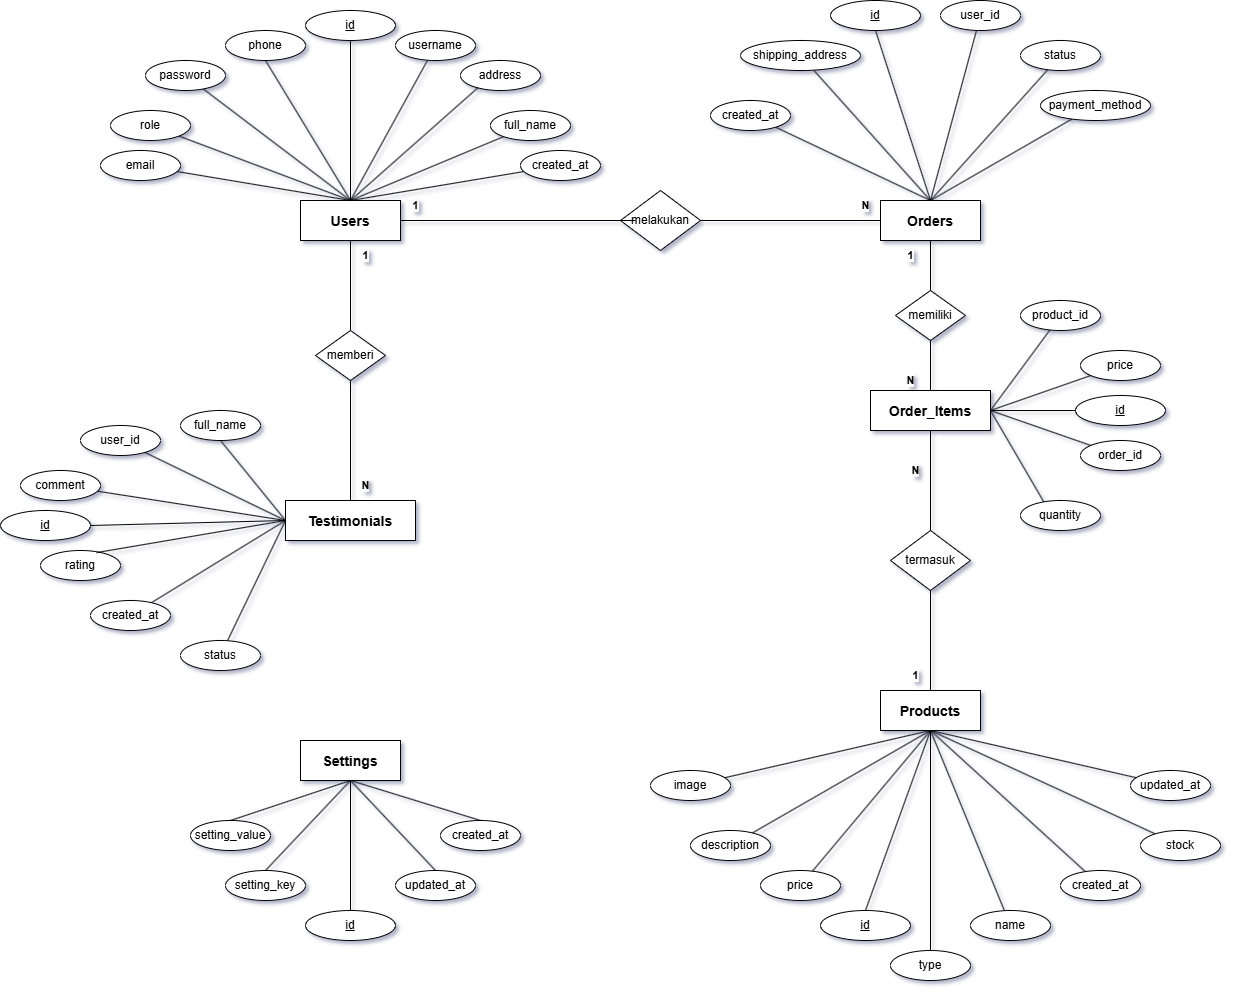 id
phone
username
password
address
role
full_name
email
created_at
Users
1
1
melakukan
N
id
user_id
shipping_address
status
created_at
payment_method
Orders
1
memiliki
N
Order_Items
product_id
price
id
order_id
quantity
N
termasuk
1
memberi
N
full_name
user_id
comment
id
rating
created_at
status
Testimonials
Settings
setting_value
created_at
setting_key
updated_at
id
Products
image
updated_at
description
stock
price
created_at
id
name
type